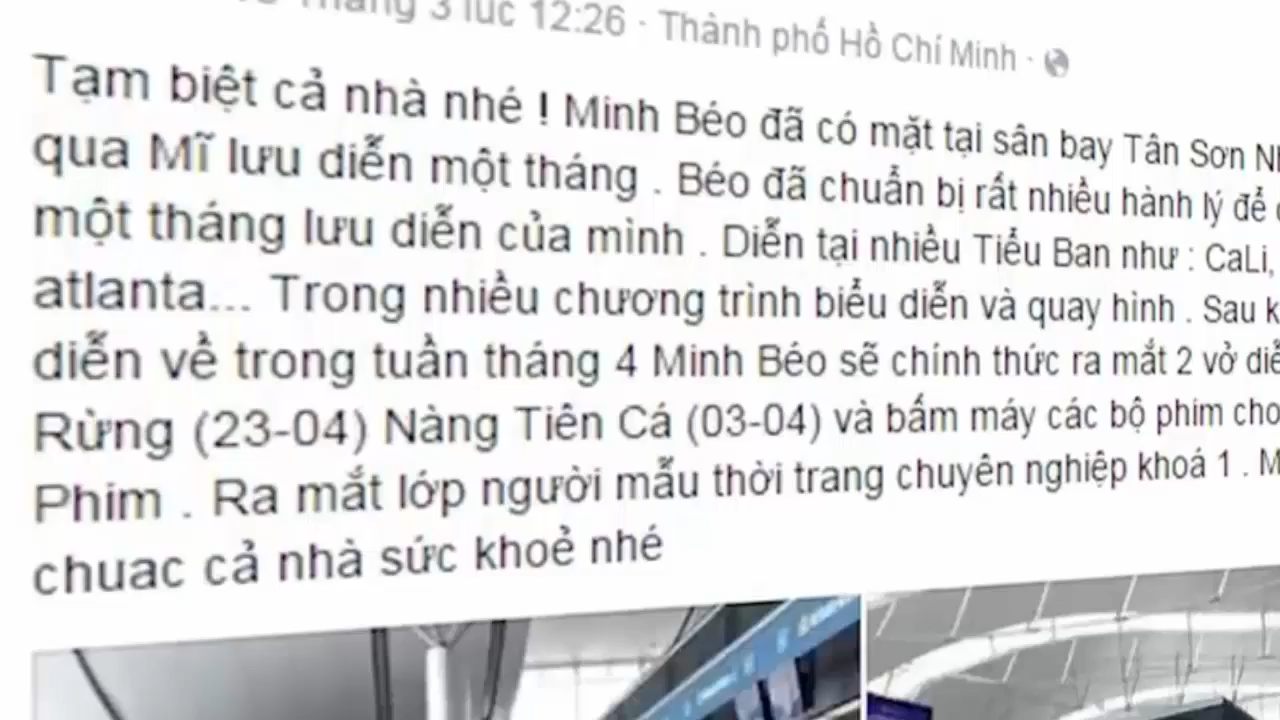 Tháng 3 lúc 12:26 · Thành phố Hồ Chí Minh ·
Tạm biệt cả nhà nhé ! Minh Béo đã có mặt tại sân bay Tân Sơn
qua Mĩ lưu diễn một tháng . Béo đã chuẩn bị rất nhiều hành lý để
một tháng lưu diễn của mình . Diễn tại nhiều Tiểu Ban như : CaLi,
atlanta... Trong nhiều chương trình biểu diễn và quay hình . Sau
diễn về trong tuần tháng 4 Minh Béo sẽ chính thức ra mắt 2 vở
Rừng (23-04) Nàng Tiên Cá (03-04) và bấm máy các bộ phim cho
Phim . Ra mắt lớp người mẫu thời trang chuyên nghiệp khoá 1 .
chuac cả nhà sức khoẻ nhé